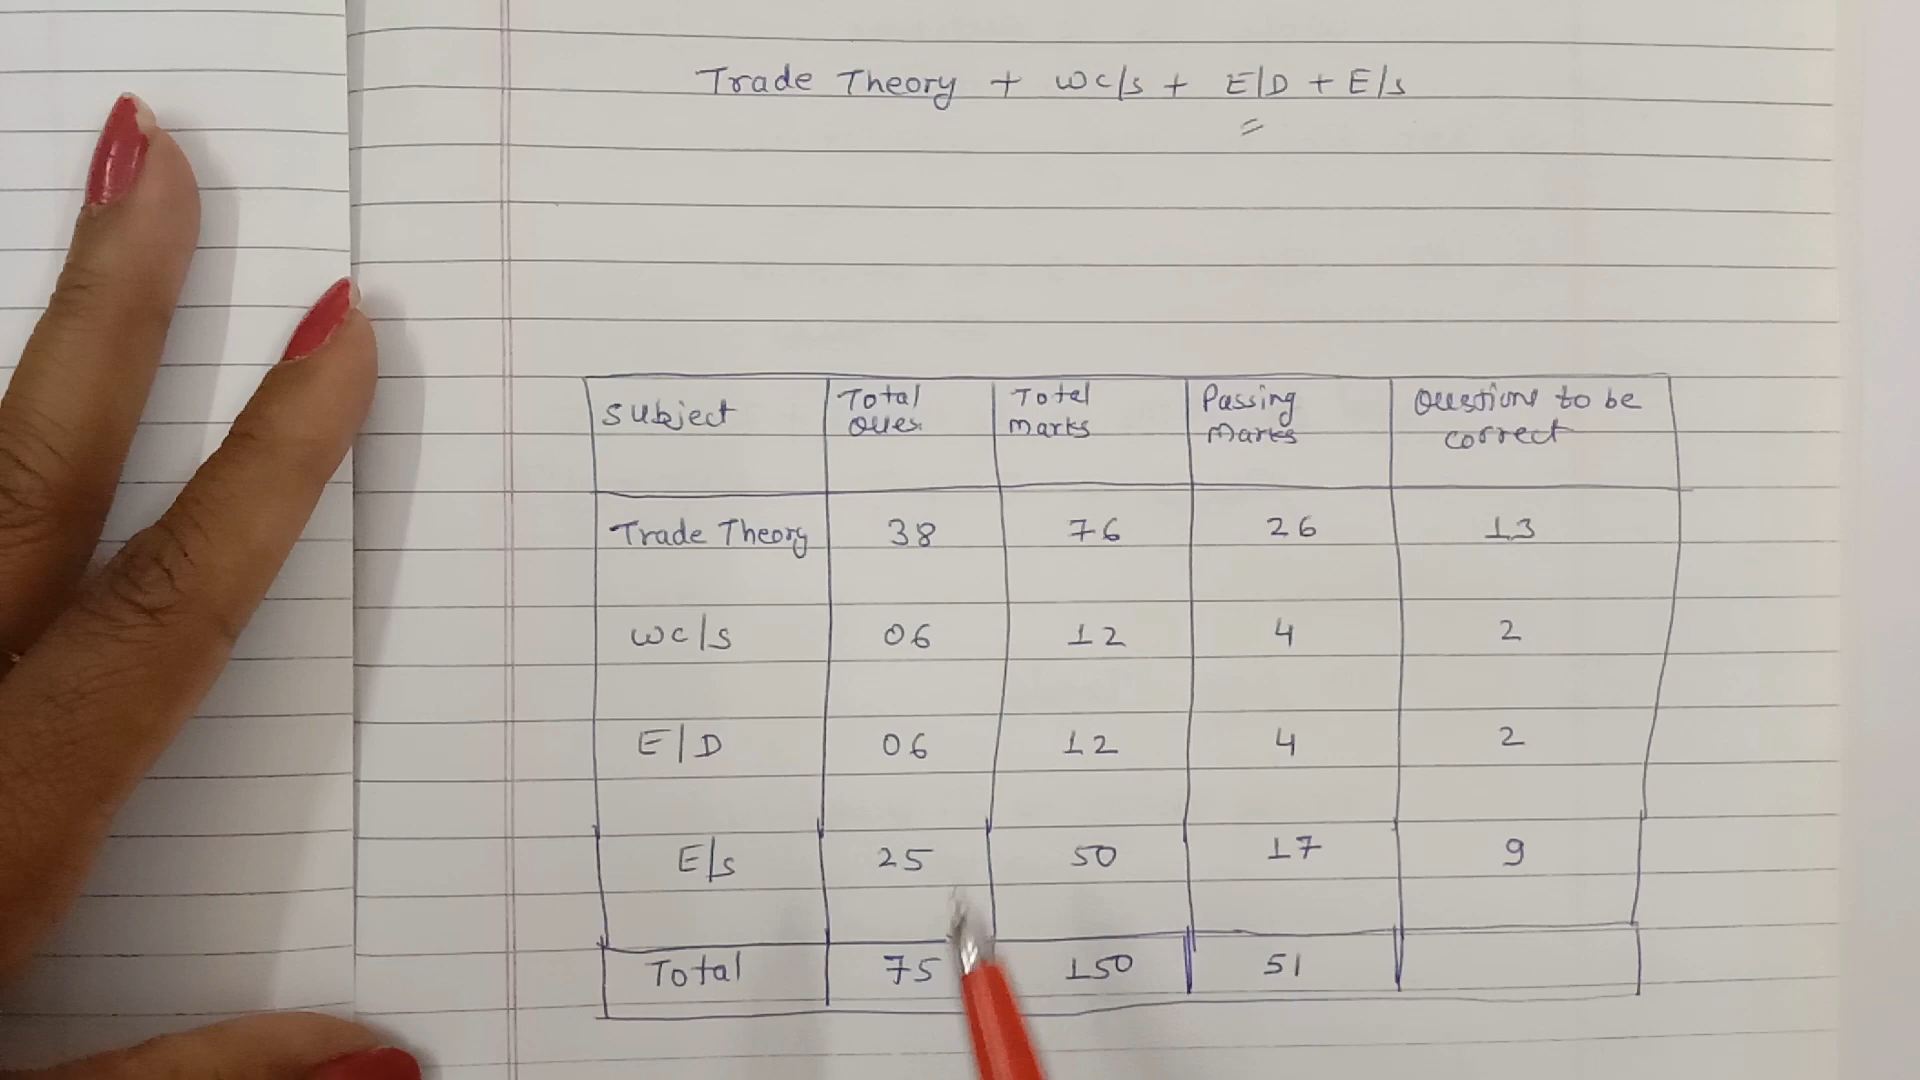 Trade Theory + WC/S + E/D + E/S
Subject Total Ques. Total Marks Passing Marks Questions to be correct
Trade Theory 38 76 26 13
WC/S 06 12 4 2
E/D 06 12 4 2
E/S 25 50 17 9
Total 75 150 51